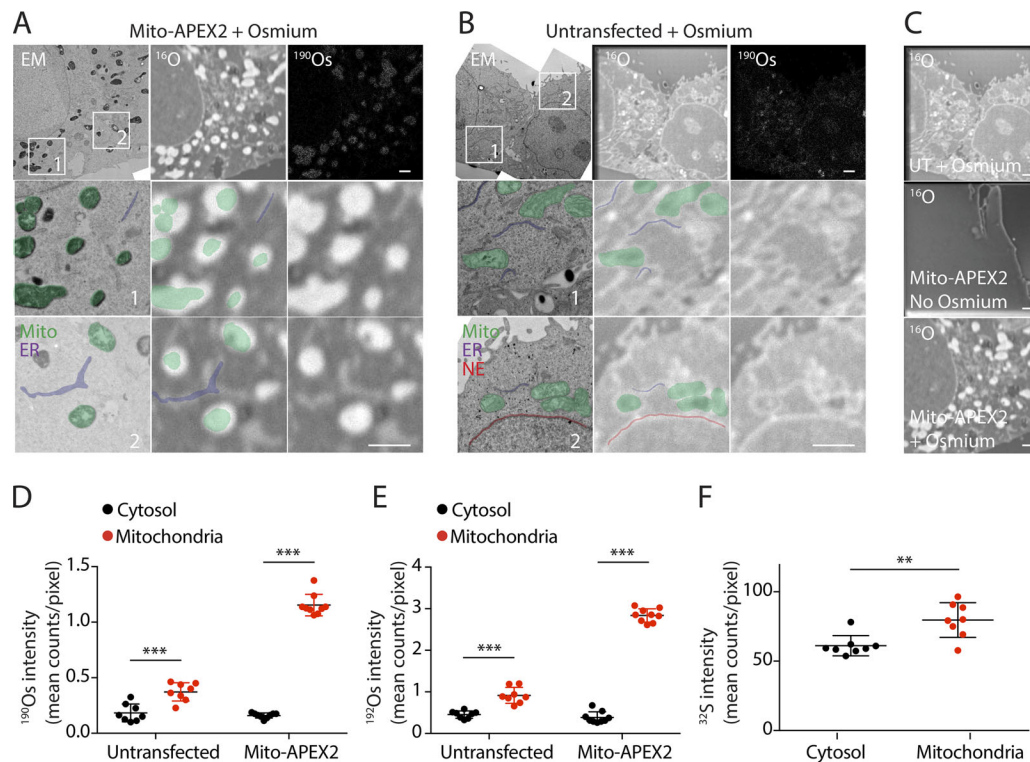 A
Mito-APEX2 + Osmium
EM
16O
190Os
1
2
1
Mito
ER
2
B
Untransfected + Osmium
EM
16O
190Os
2
1
1
Mito
ER
NE
2
C
16O
UT + Osmium
16O
Mito-APEX2
No Osmium
16O
Mito-APEX2
+ Osmium
D
Cytosol
Mitochondria
190Os intensity
(mean counts/pixel)
1.5
1.0
0.5
0.0
***
***
Untransfected
Mito-APEX2
E
Cytosol
Mitochondria
192Os intensity
(mean counts/pixel)
4
3
2
1
0
***
***
Untransfected
Mito-APEX2
F
32S intensity
(mean counts/pixel)
100
50
0
**
Cytosol
Mitochondria